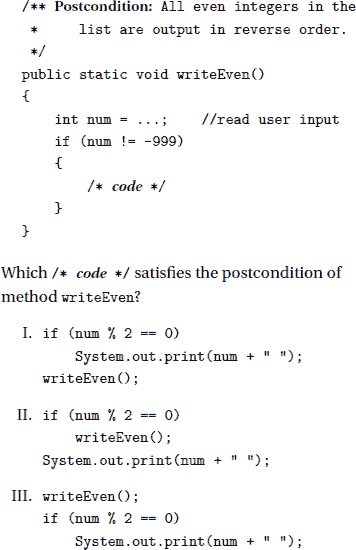 /** Postcondition: All even integers in the
* list are output in reverse order.
*/
public static void writeEven()
{
int num = ...; //read user input
if (num != -999)
{
/* code */
}
}
Which /* code */ satisfies the postcondition of
method writeEven?
I. if (num % 2 == 0)
System.out.print(num + " ");
writeEven();
II. if (num % 2 == 0)
writeEven();
System.out.print(num + " ");
III. writeEven();
if (num % 2 == 0)
System.out.print(num + " ");